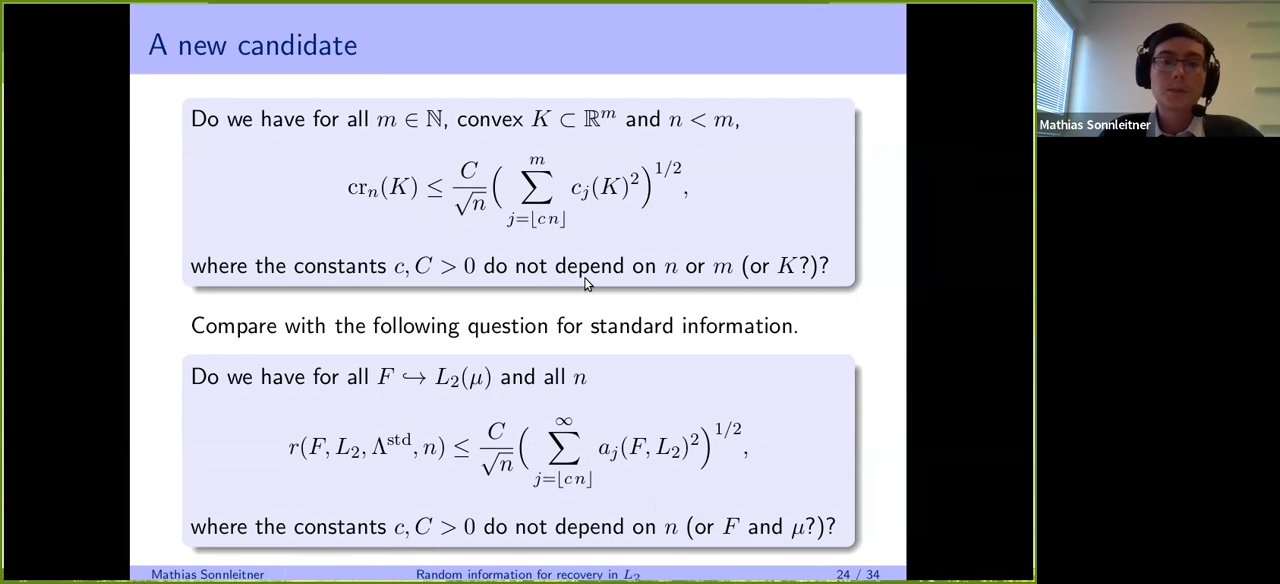 A new candidate
Do we have for all m ∈ ℕ, convex K ⊂ ℝ^m and n < m,
cr_n(K) ≤ C/√n ( ∑_{j=⌊c n⌋}^{m} c_j(K)^2 )^{1/2},
where the constants c, C > 0 do not depend on n or m (or K?)?
Compare with the following question for standard information.
Do we have for all F ↪ L_2(μ) and all n
r(F, L_2, Λ^std, n) ≤ C/√n ( ∑_{j=⌊c n⌋}^{∞} a_j(F, L_2)^2 )^{1/2},
where the constants c, C > 0 do not depend on n (or F and μ?)?
Mathias Sonnleitner Random information for recovery in L_2 24 / 34
Mathias Sonnleitner